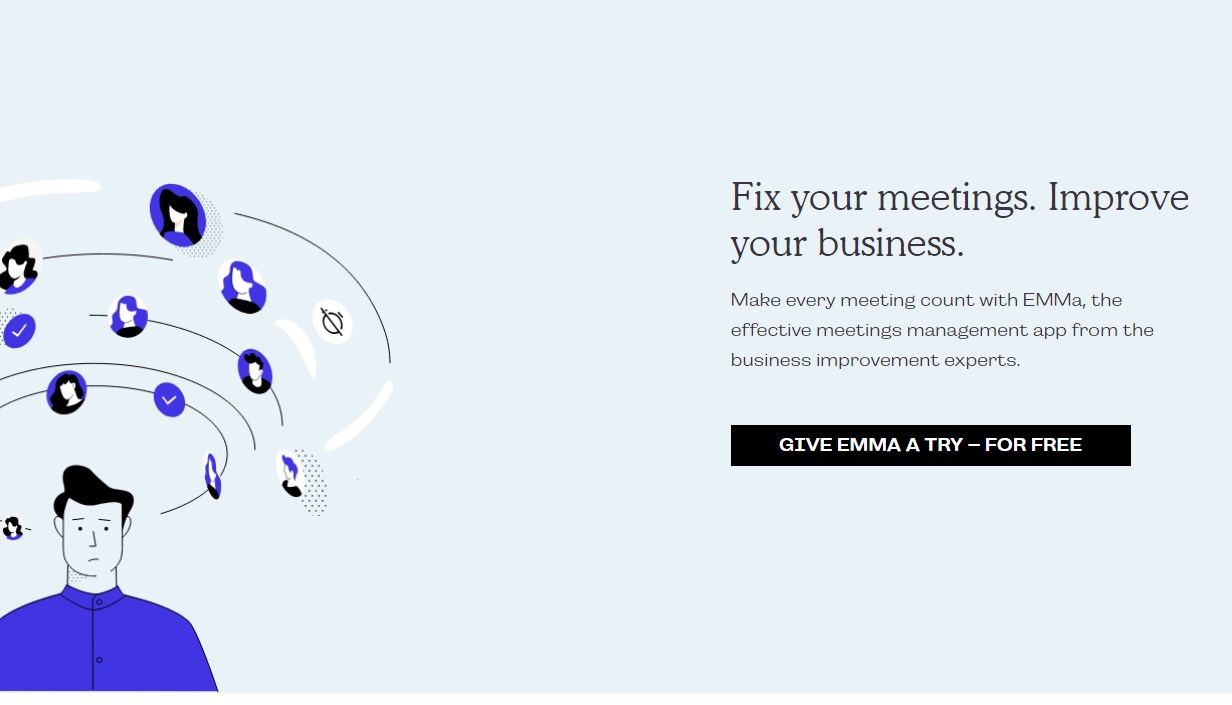 Fix your meetings. Improve
your business.
Make every meeting count with EMMa, the
effective meetings management app from the
business improvement experts.
GIVE EMMA A TRY – FOR FREE